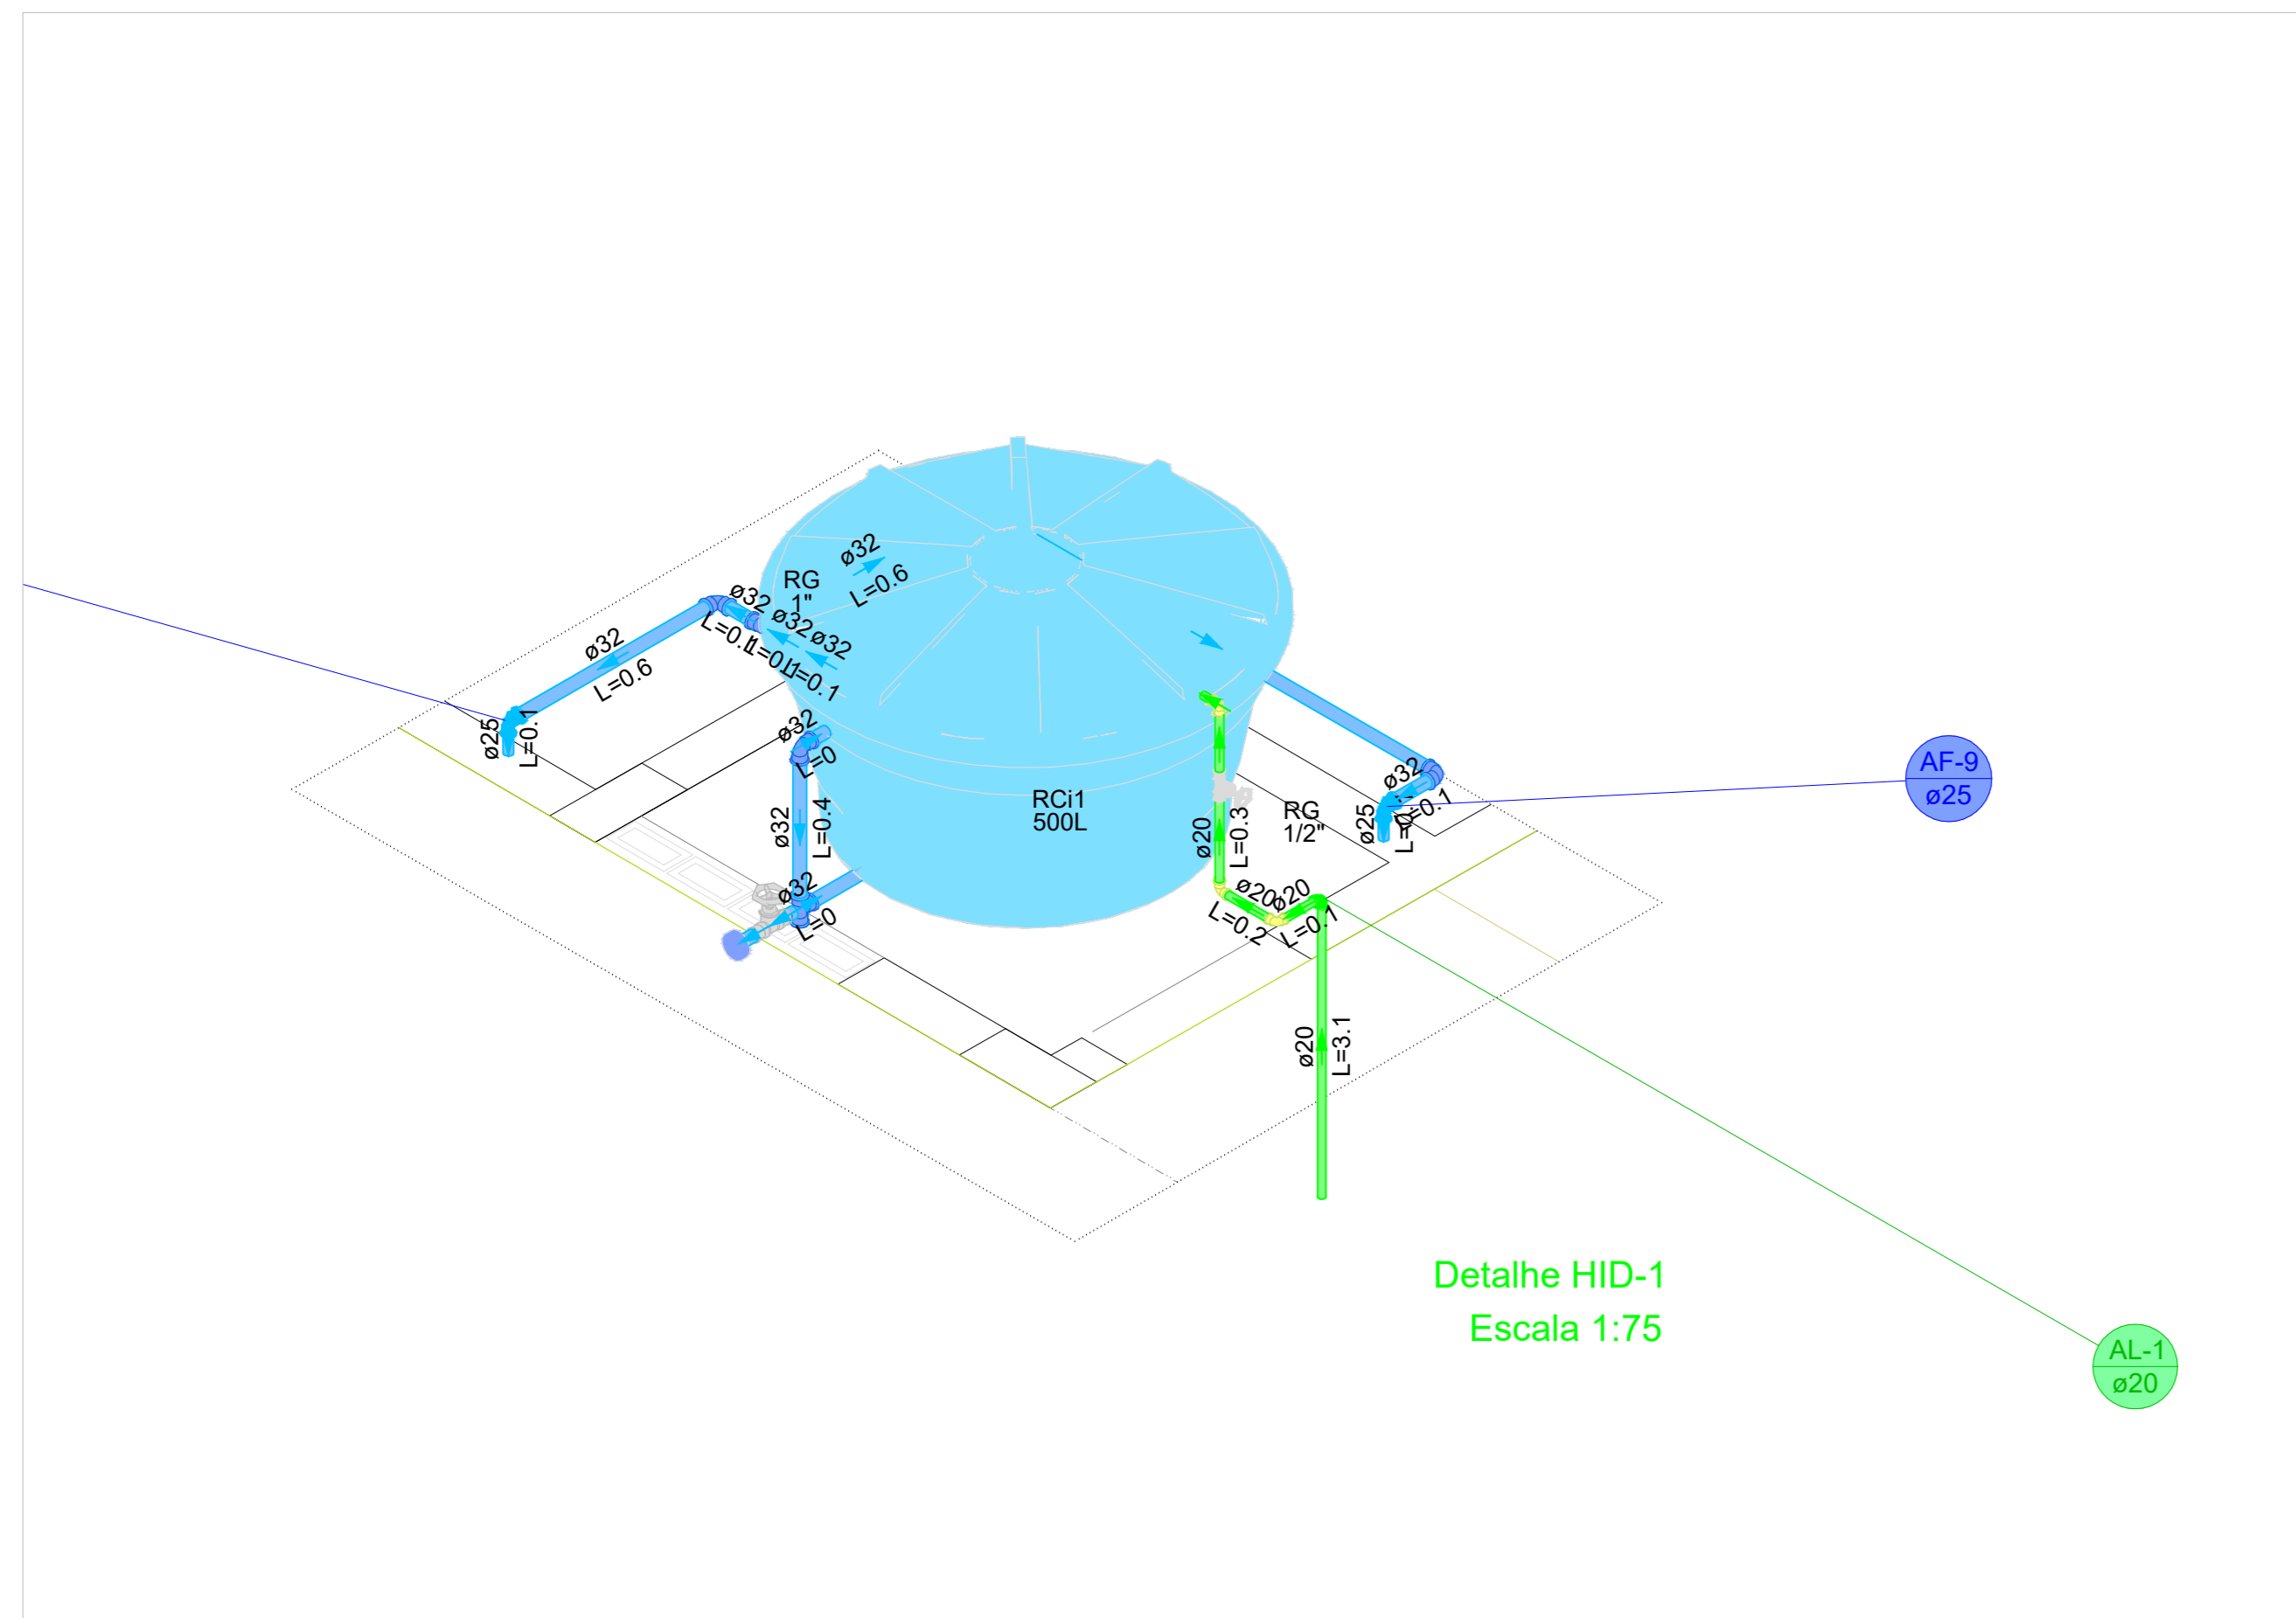 ø32
L=0.6
RG
1"
ø32
L=0.1
ø32
L=0.1
ø32
L=0.1
ø32
L=0.6
ø25
L=0.1
ø32
L=0
ø32
L=0.4
ø32
L=0
RCi1
500L
RG
1/2"
ø20
L=0.3
ø20
L=0.2
ø20
L=0.1
ø32
L=0.1
ø25
AF-9
ø25
ø20
L=3.1
Detalhe HID-1
Escala 1:75
AL-1
ø20